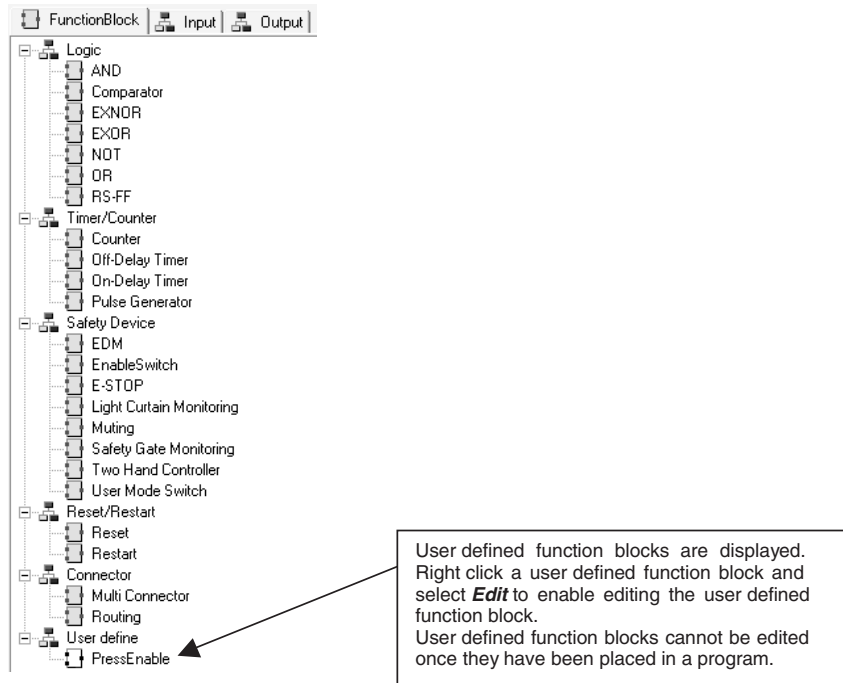 FunctionBlock Input Output
Logic
AND
Comparator
EXNOR
EXOR
NOT
OR
RS-FF
Timer/Counter
Counter
Off-Delay Timer
On-Delay Timer
Pulse Generator
Safety Device
EDM
EnableSwitch
E-STOP
Light Curtain Monitoring
Muting
Safety Gate Monitoring
Two Hand Controller
User Mode Switch
Reset/Restart
Reset
Restart
Connector
Multi Connector
Routing
User define
PressEnable
User defined function blocks are displayed.
Right click a user defined function block and
select Edit to enable editing the user defined
function block.
User defined function blocks cannot be edited
once they have been placed in a program.